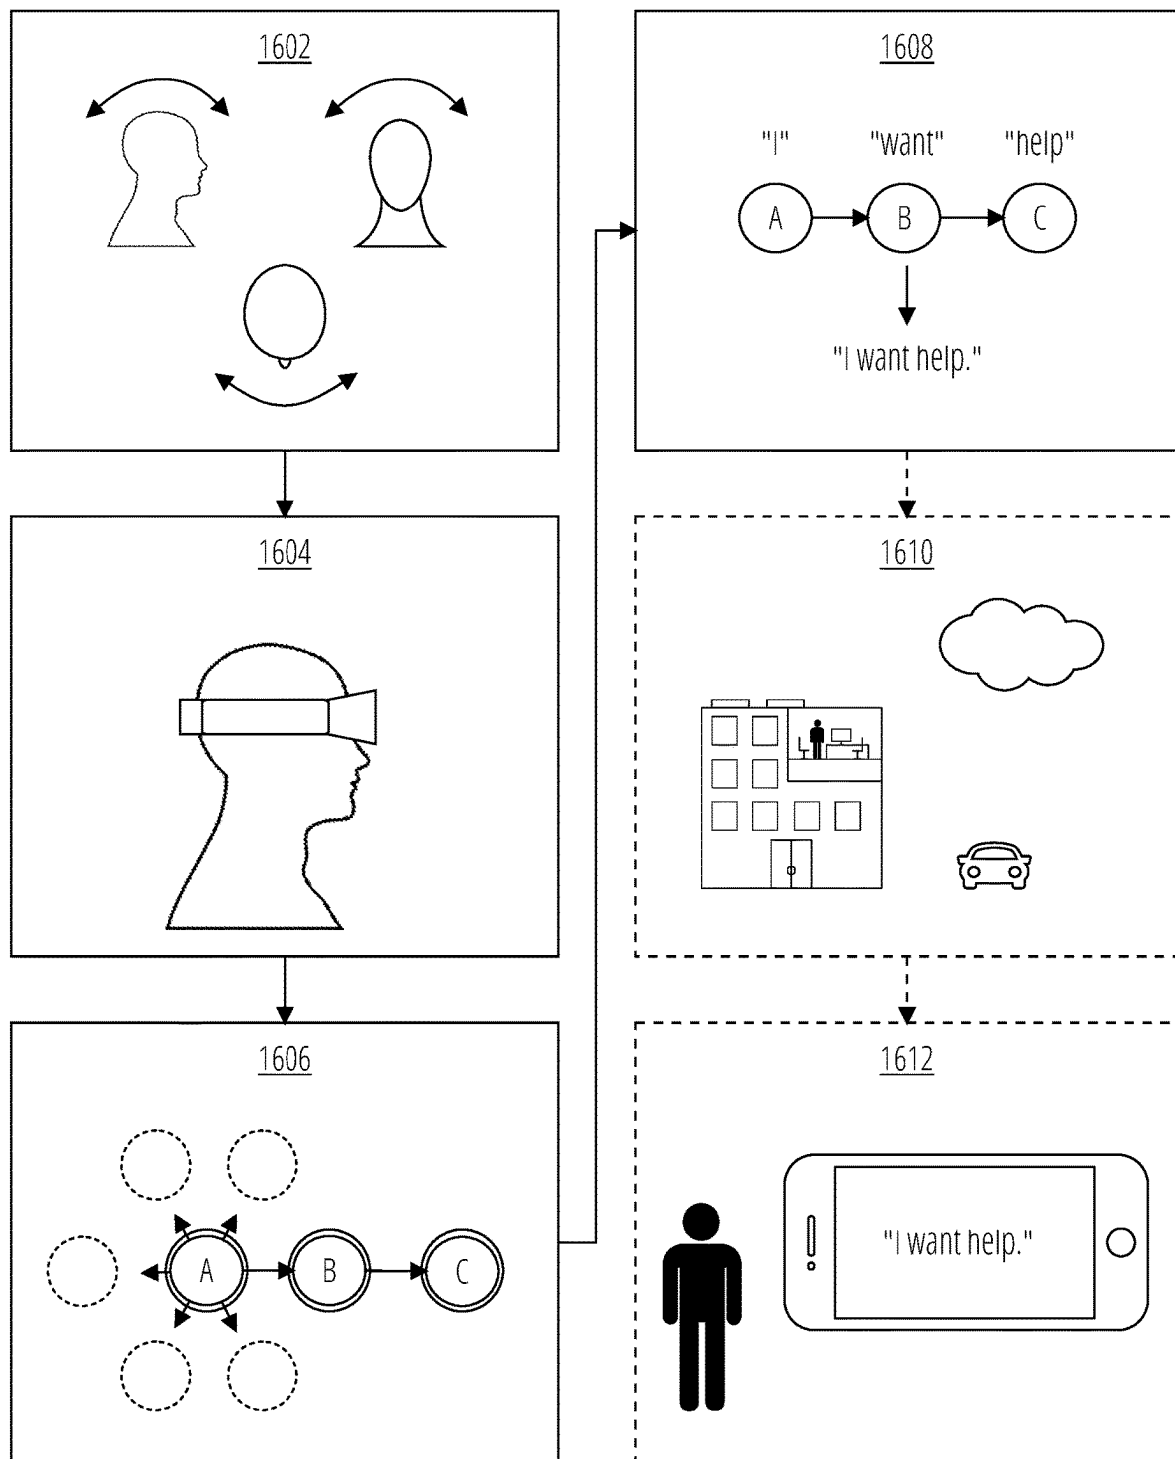 1602
1604
1606
A B C
1608
"I" "want" "help"
A B C
"I want help."
1610
1612
"I want help."